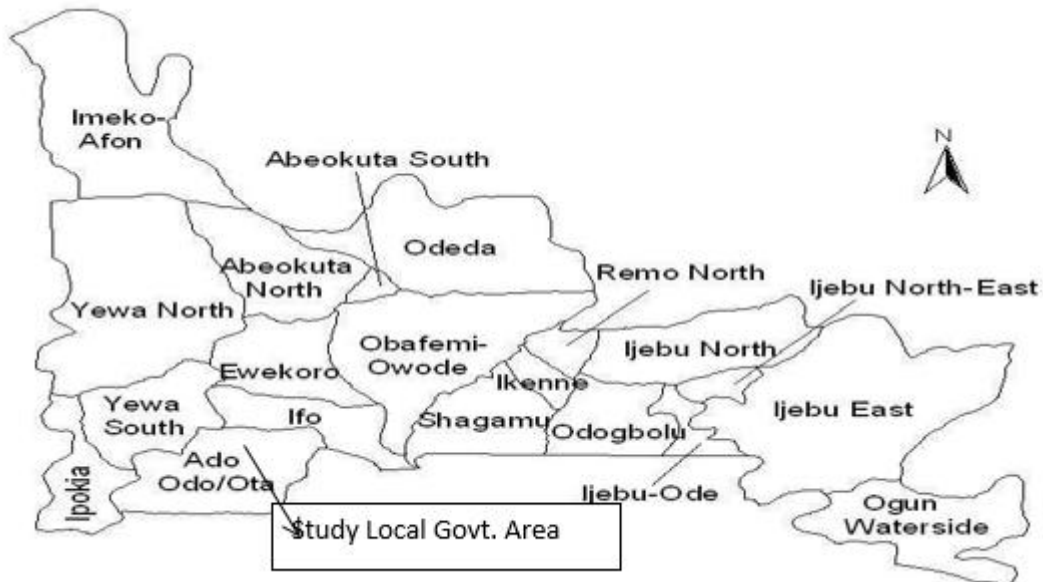 Imeko-
Afon
N
Abeokuta South
Odeda
Abeokuta
North
Remo North
Ijebu North-East
Yewa North
Obafemi-
Owode
Ijebu North
Ewekoro
Ikenne
Yewa
South
Ifo
Shagamu
Odogbolu
Ijebu East
Ado
Odo/Ota
Ipokia
Ijebu-Ode
Ogun
Waterside
Study Local Govt. Area